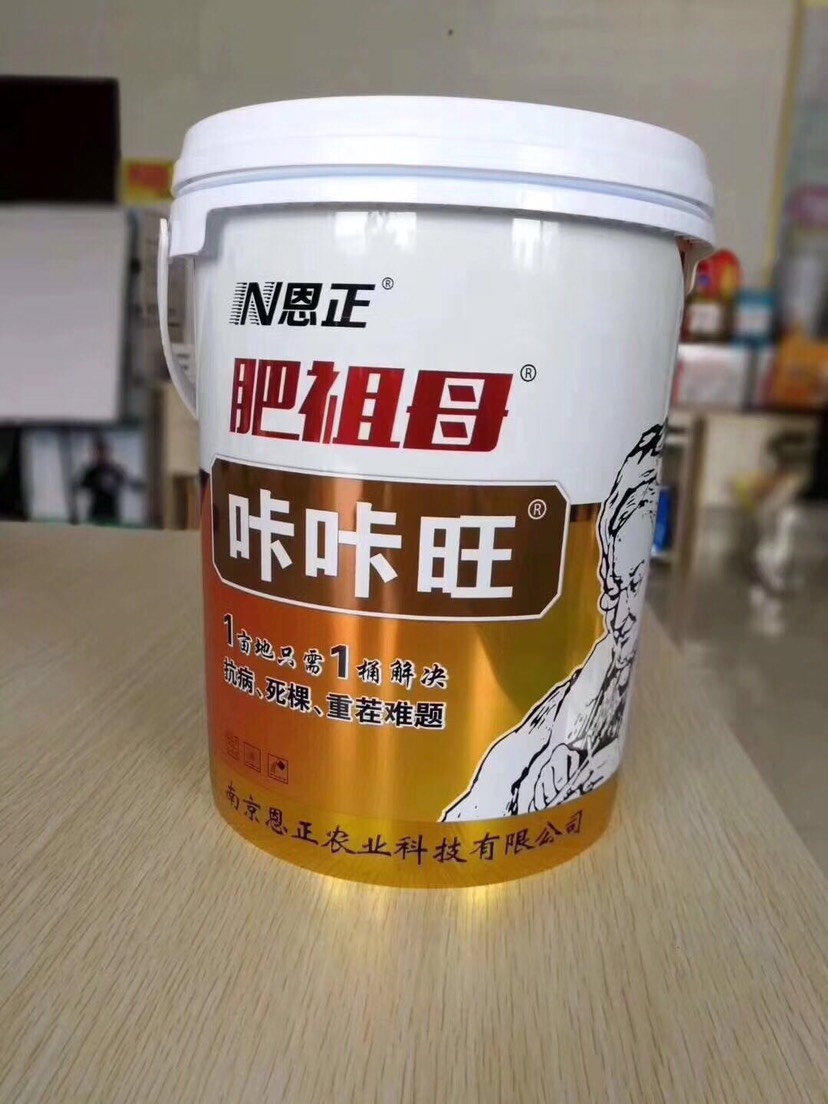 IN恩正®
肥祖母®
咔咔旺®
1亩地只需1桶解决
抗病、死棵、重茬难题
南京恩正农业科技有限公司